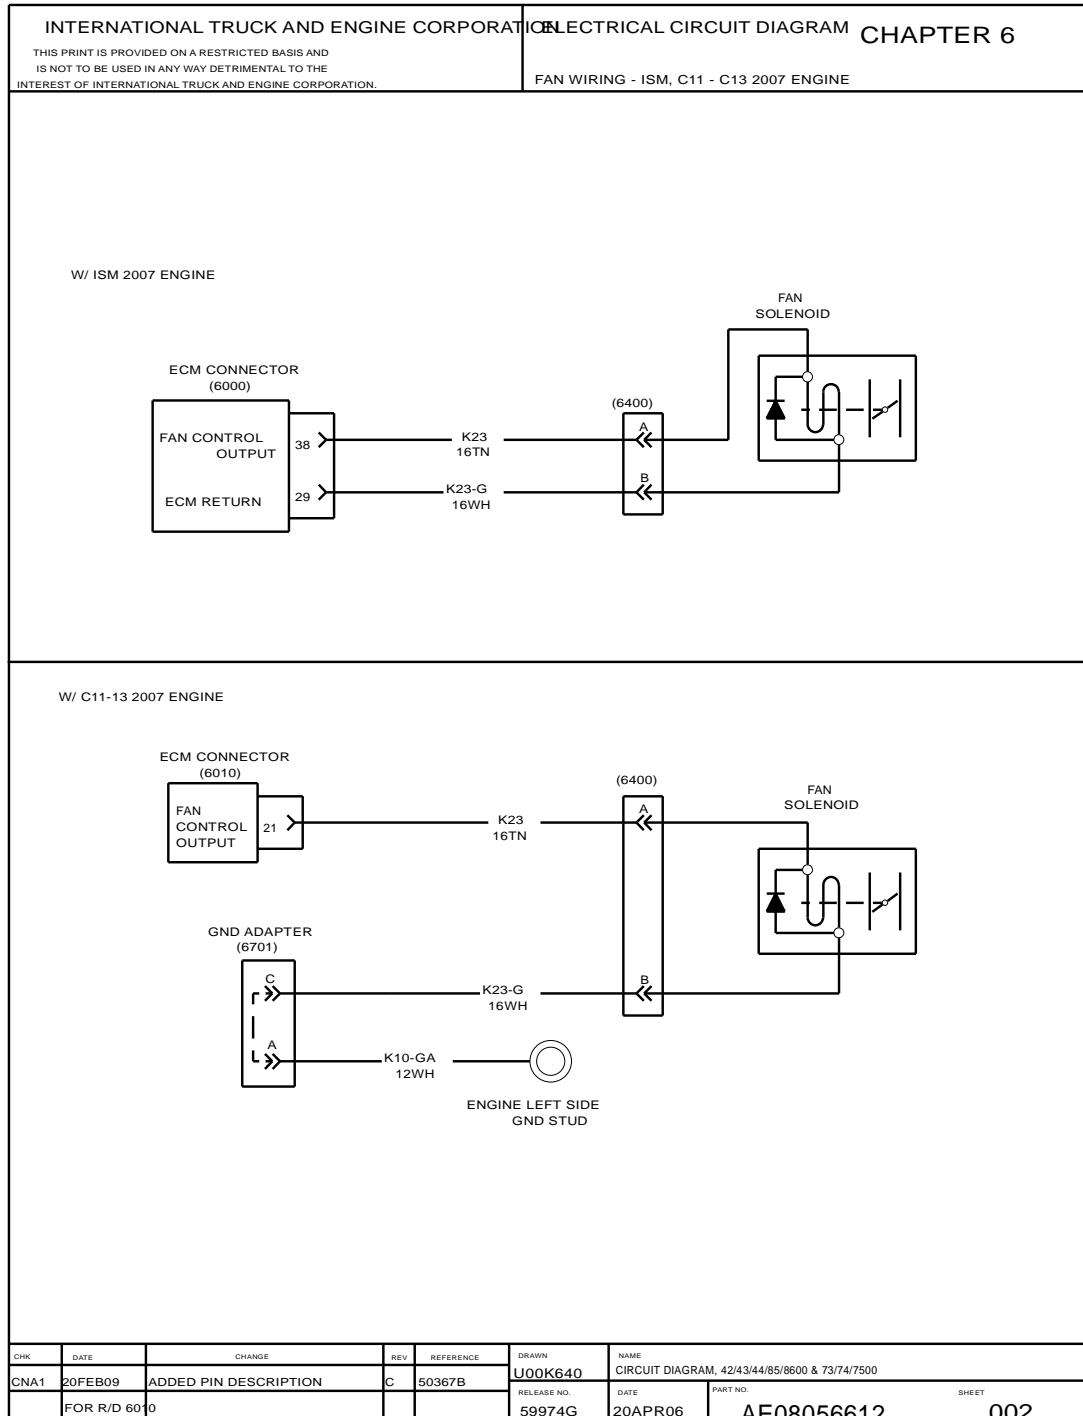 INTERNATIONAL TRUCK AND ENGINE CORPORATION
THIS PRINT IS PROVIDED ON A RESTRICTED BASIS AND
IS NOT TO BE USED IN ANY WAY DETRIMENTAL TO THE
INTEREST OF INTERNATIONAL TRUCK AND ENGINE CORPORATION.
ELECTRICAL CIRCUIT DIAGRAM
CHAPTER 6
FAN WIRING - ISM, C11 - C13 2007 ENGINE
W/ ISM 2007 ENGINE
FAN
SOLENOID
ECM CONNECTOR
(6000)
(6400)
FAN CONTROL
OUTPUT
38
K23
16TN
A
ECM RETURN
29
K23-G
16WH
B
W/ C11-13 2007 ENGINE
ECM CONNECTOR
(6010)
(6400)
FAN
SOLENOID
FAN
CONTROL
OUTPUT
21
K23
16TN
A
GND ADAPTER
(6701)
C
K23-G
16WH
B
A
K10-GA
12WH
ENGINE LEFT SIDE
GND STUD
CHK
DATE
CHANGE
REV
REFERENCE
DRAWN
NAME
CNA1
20FEB09
ADDED PIN DESCRIPTION
C
50367B
U00K640
CIRCUIT DIAGRAM, 42/43/44/85/8600 & 73/74/7500
FOR R/D 6010
RELEASE NO.
DATE
PART NO.
SHEET
59974G
20APR06
AE08056612
002